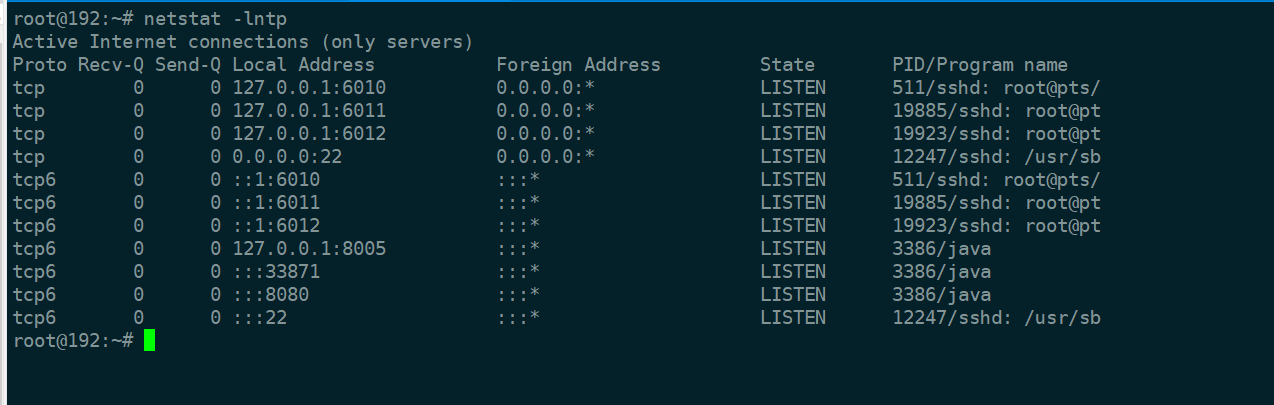 root@192:~# netstat -lntp
Active Internet connections (only servers)
Proto Recv-Q Send-Q Local Address           Foreign Address         State       PID/Program name
tcp        0      0 127.0.0.1:6010          0.0.0.0:*               LISTEN      511/sshd: root@pts/
tcp        0      0 127.0.0.1:6011          0.0.0.0:*               LISTEN      19885/sshd: root@pt
tcp        0      0 127.0.0.1:6012          0.0.0.0:*               LISTEN      19923/sshd: root@pt
tcp        0      0 0.0.0.0:22              0.0.0.0:*               LISTEN      12247/sshd: /usr/sb
tcp6       0      0 ::1:6010                :::*                    LISTEN      511/sshd: root@pts/
tcp6       0      0 ::1:6011                :::*                    LISTEN      19885/sshd: root@pt
tcp6       0      0 ::1:6012                :::*                    LISTEN      19923/sshd: root@pt
tcp6       0      0 127.0.0.1:8005          :::*                    LISTEN      3386/java
tcp6       0      0 :::33871                :::*                    LISTEN      3386/java
tcp6       0      0 :::8080                 :::*                    LISTEN      3386/java
tcp6       0      0 :::22                   :::*                    LISTEN      12247/sshd: /usr/sb
root@192:~#